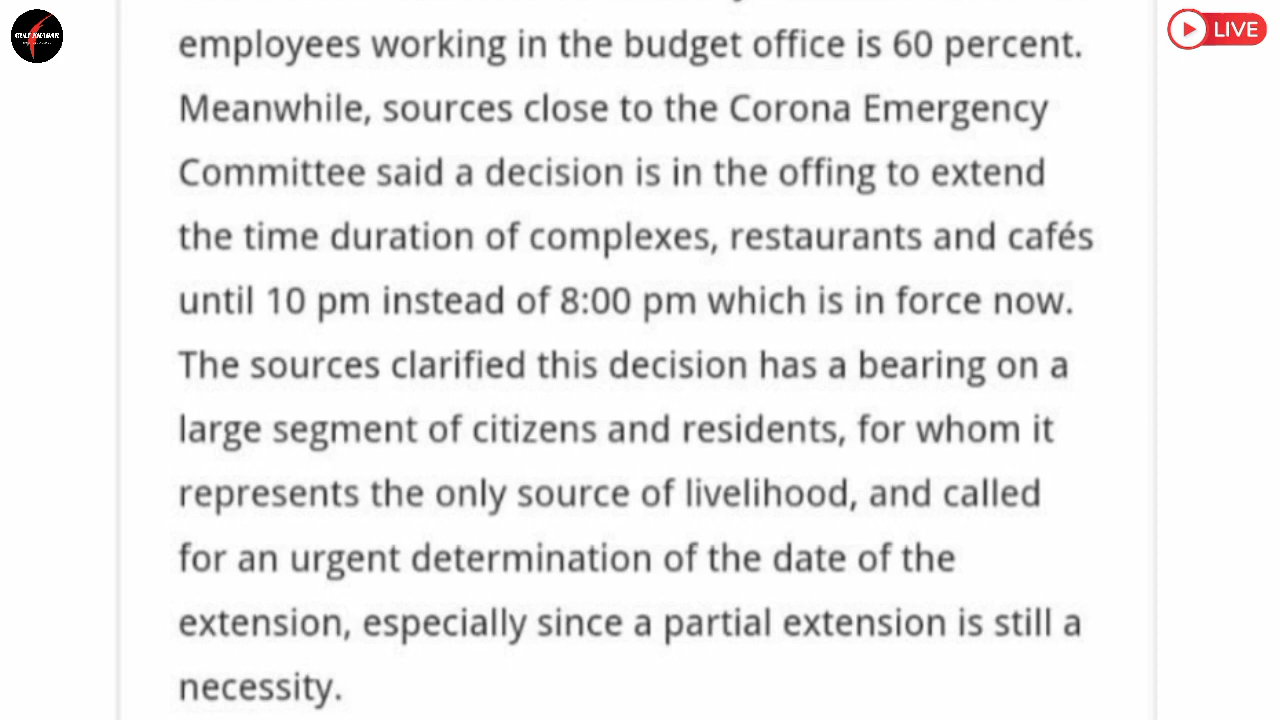 LIVE
employees working in the budget office is 60 percent.
Meanwhile, sources close to the Corona Emergency
Committee said a decision is in the offing to extend
the time duration of complexes, restaurants and cafés
until 10 pm instead of 8:00 pm which is in force now.
The sources clarified this decision has a bearing on a
large segment of citizens and residents, for whom it
represents the only source of livelihood, and called
for an urgent determination of the date of the
extension, especially since a partial extension is still a
necessity.